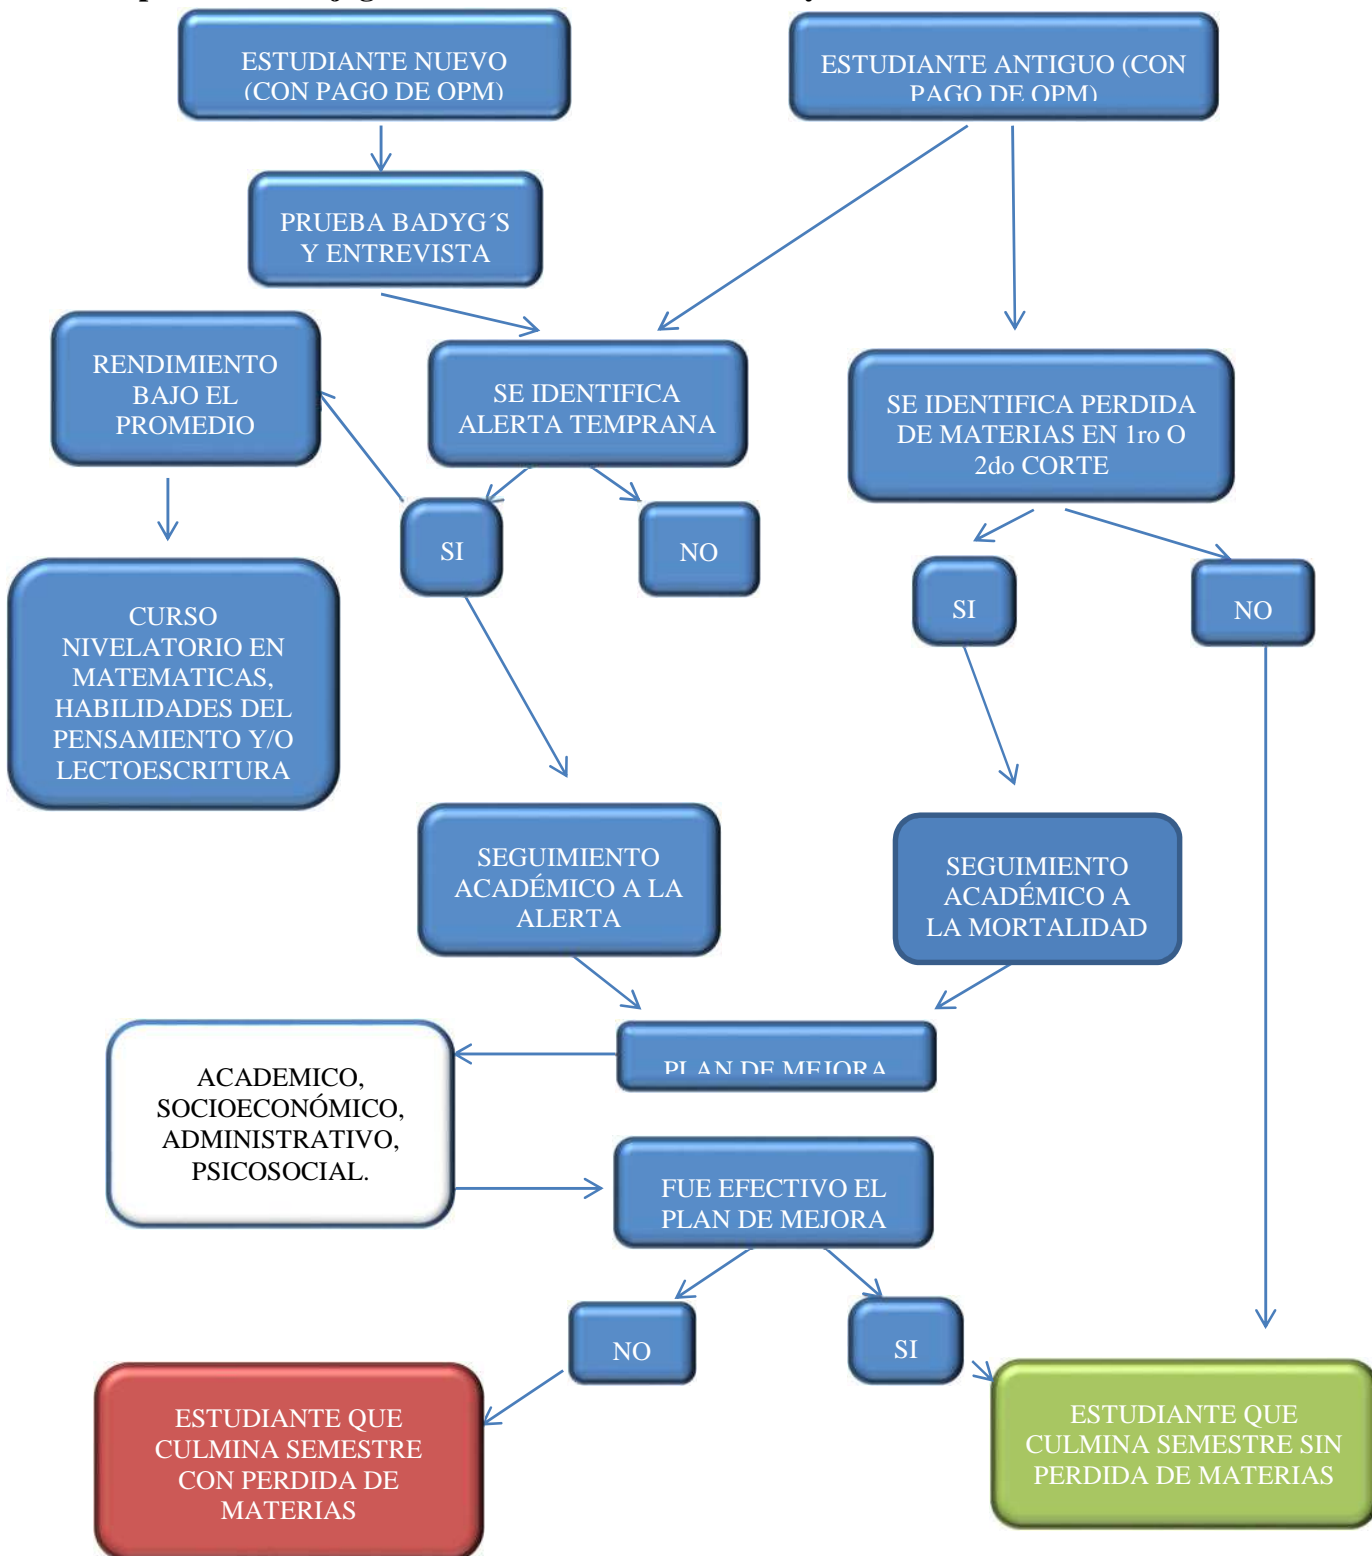 ESTUDIANTE NUEVO
(CON PAGO DE OPM)
ESTUDIANTE ANTIGUO (CON
PAGO DE OPM)
PRUEBA BADYG´S
Y ENTREVISTA
RENDIMIENTO
BAJO EL
PROMEDIO
SE IDENTIFICA
ALERTA TEMPRANA
SE IDENTIFICA PERDIDA
DE MATERIAS EN 1ro O
2do CORTE
SI
NO
SI
NO
CURSO
NIVELATORIO EN
MATEMATICAS,
HABILIDADES DEL
PENSAMIENTO Y/O
LECTOESCRITURA
SEGUIMIENTO
ACADÉMICO A LA
ALERTA
SEGUIMIENTO
ACADÉMICO A
LA MORTALIDAD
PLAN DE MEJORA
ACADEMICO,
SOCIOECONÓMICO,
ADMINISTRATIVO,
PSICOSOCIAL.
FUE EFECTIVO EL
PLAN DE MEJORA
NO
SI
ESTUDIANTE QUE
CULMINA SEMESTRE
CON PERDIDA DE
MATERIAS
ESTUDIANTE QUE
CULMINA SEMESTRE SIN
PERDIDA DE MATERIAS